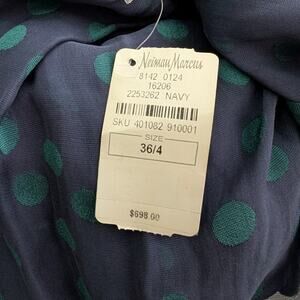 Neiman Marcus
8142 0124
16206
2253262 NAVY
SKU 401082 910001
SIZE
36/4
$698.00